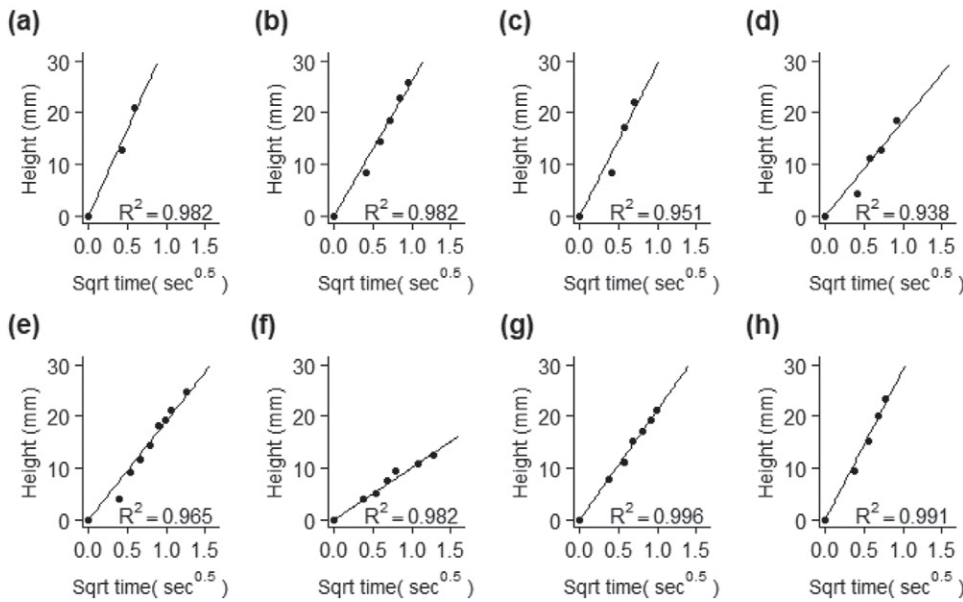 (a) (b) (c) (d)
30 30 30 30
20 20 20 20
10 10 10 10
0 0 0 0
Height (mm) Height (mm) Height (mm) Height (mm)
R² = 0.982 R² = 0.982 R² = 0.951 R² = 0.938
0.0 0.5 1.0 1.5 0.0 0.5 1.0 1.5 0.0 0.5 1.0 1.5 0.0 0.5 1.0 1.5
Sqrt time( sec^0.5) Sqrt time( sec^0.5) Sqrt time( sec^0.5) Sqrt time( sec^0.5)
(e) (f) (g) (h)
30 30 30 30
20 20 20 20
10 10 10 10
0 0 0 0
Height (mm) Height (mm) Height (mm) Height (mm)
R² = 0.965 R² = 0.982 R² = 0.996 R² = 0.991
0.0 0.5 1.0 1.5 0.0 0.5 1.0 1.5 0.0 0.5 1.0 1.5 0.0 0.5 1.0 1.5
Sqrt time( sec^0.5) Sqrt time( sec^0.5) Sqrt time( sec^0.5) Sqrt time( sec^0.5)